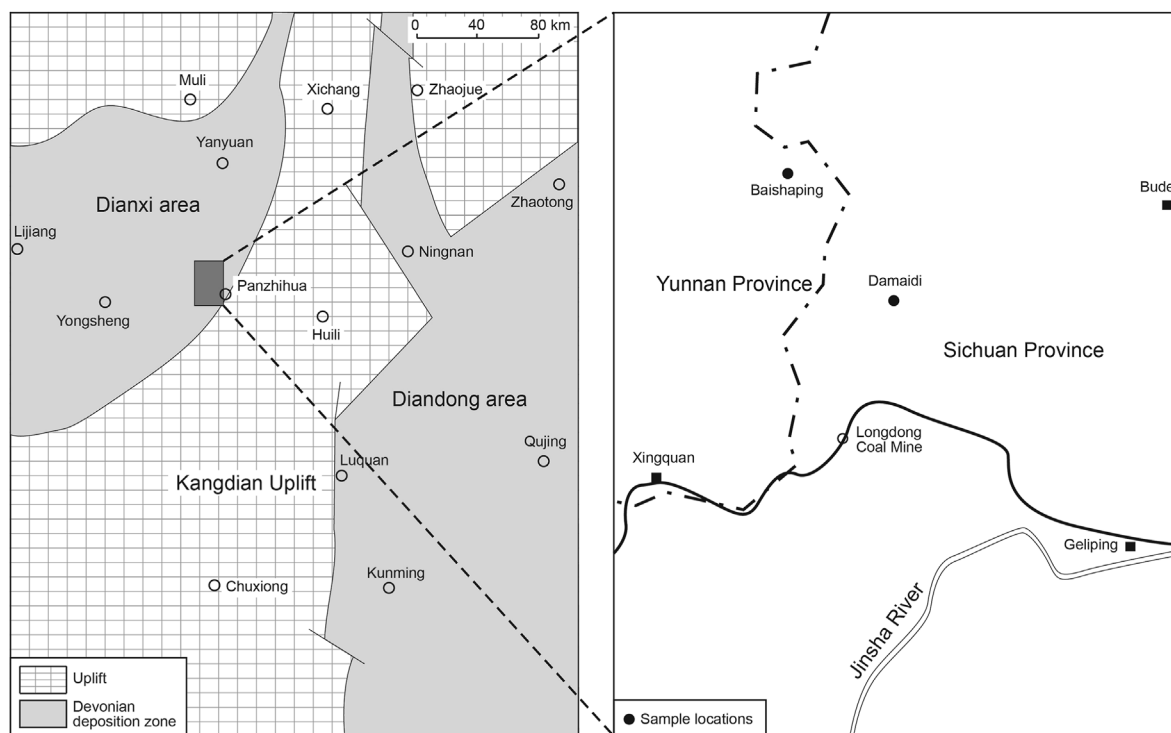 0 40 80 km
Muli
Xichang
Zhaojue
Yanyuan
Dianxi area
Zhaotong
Lijiang
Ningnan
Panzhihua
Yongsheng
Huili
Diandong area
Qujing
Luquan
Kangdian Uplift
Kunming
Chuxiong
Uplift
Devonian
deposition zone
Baishaping
Bude
Yunnan Province
Damaidi
Sichuan Province
Longdong
Coal Mine
Xingquan
Geliping
Jinsha River
Sample locations